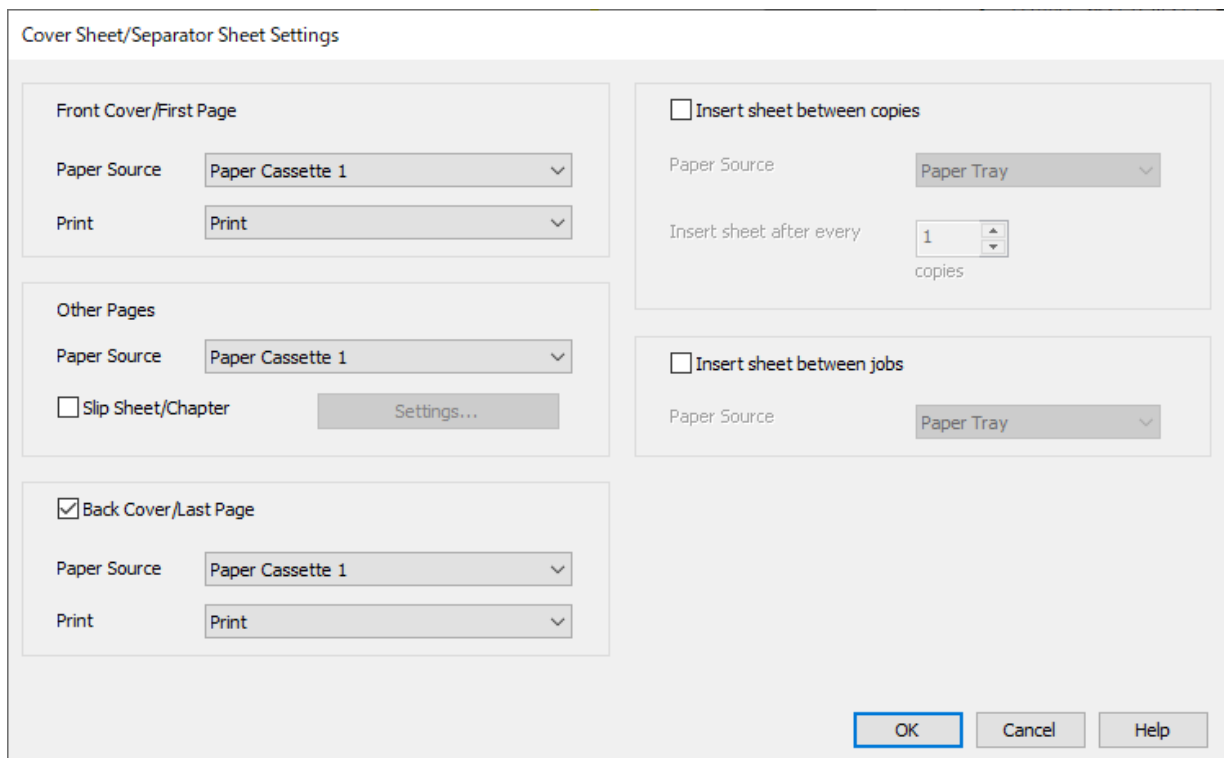 Cover Sheet/Separator Sheet Settings
Front Cover/First Page
Paper Source Paper Cassette 1
Print Print
Other Pages
Paper Source Paper Cassette 1
Slip Sheet/Chapter Settings...
Back Cover/Last Page
Paper Source Paper Cassette 1
Print Print
Insert sheet between copies
Paper Source Paper Tray
Insert sheet after every 1
copies
Insert sheet between jobs
Paper Source Paper Tray
OK Cancel Help